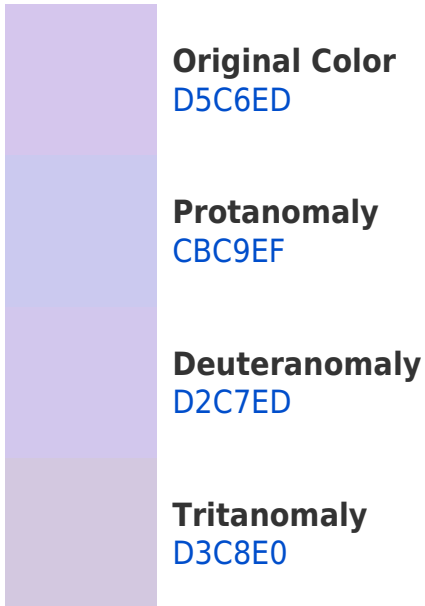 Original Color
D5C6ED
Protanomaly
CBC9EF
Deuteranomaly
D2C7ED
Tritanomaly
D3C8E0